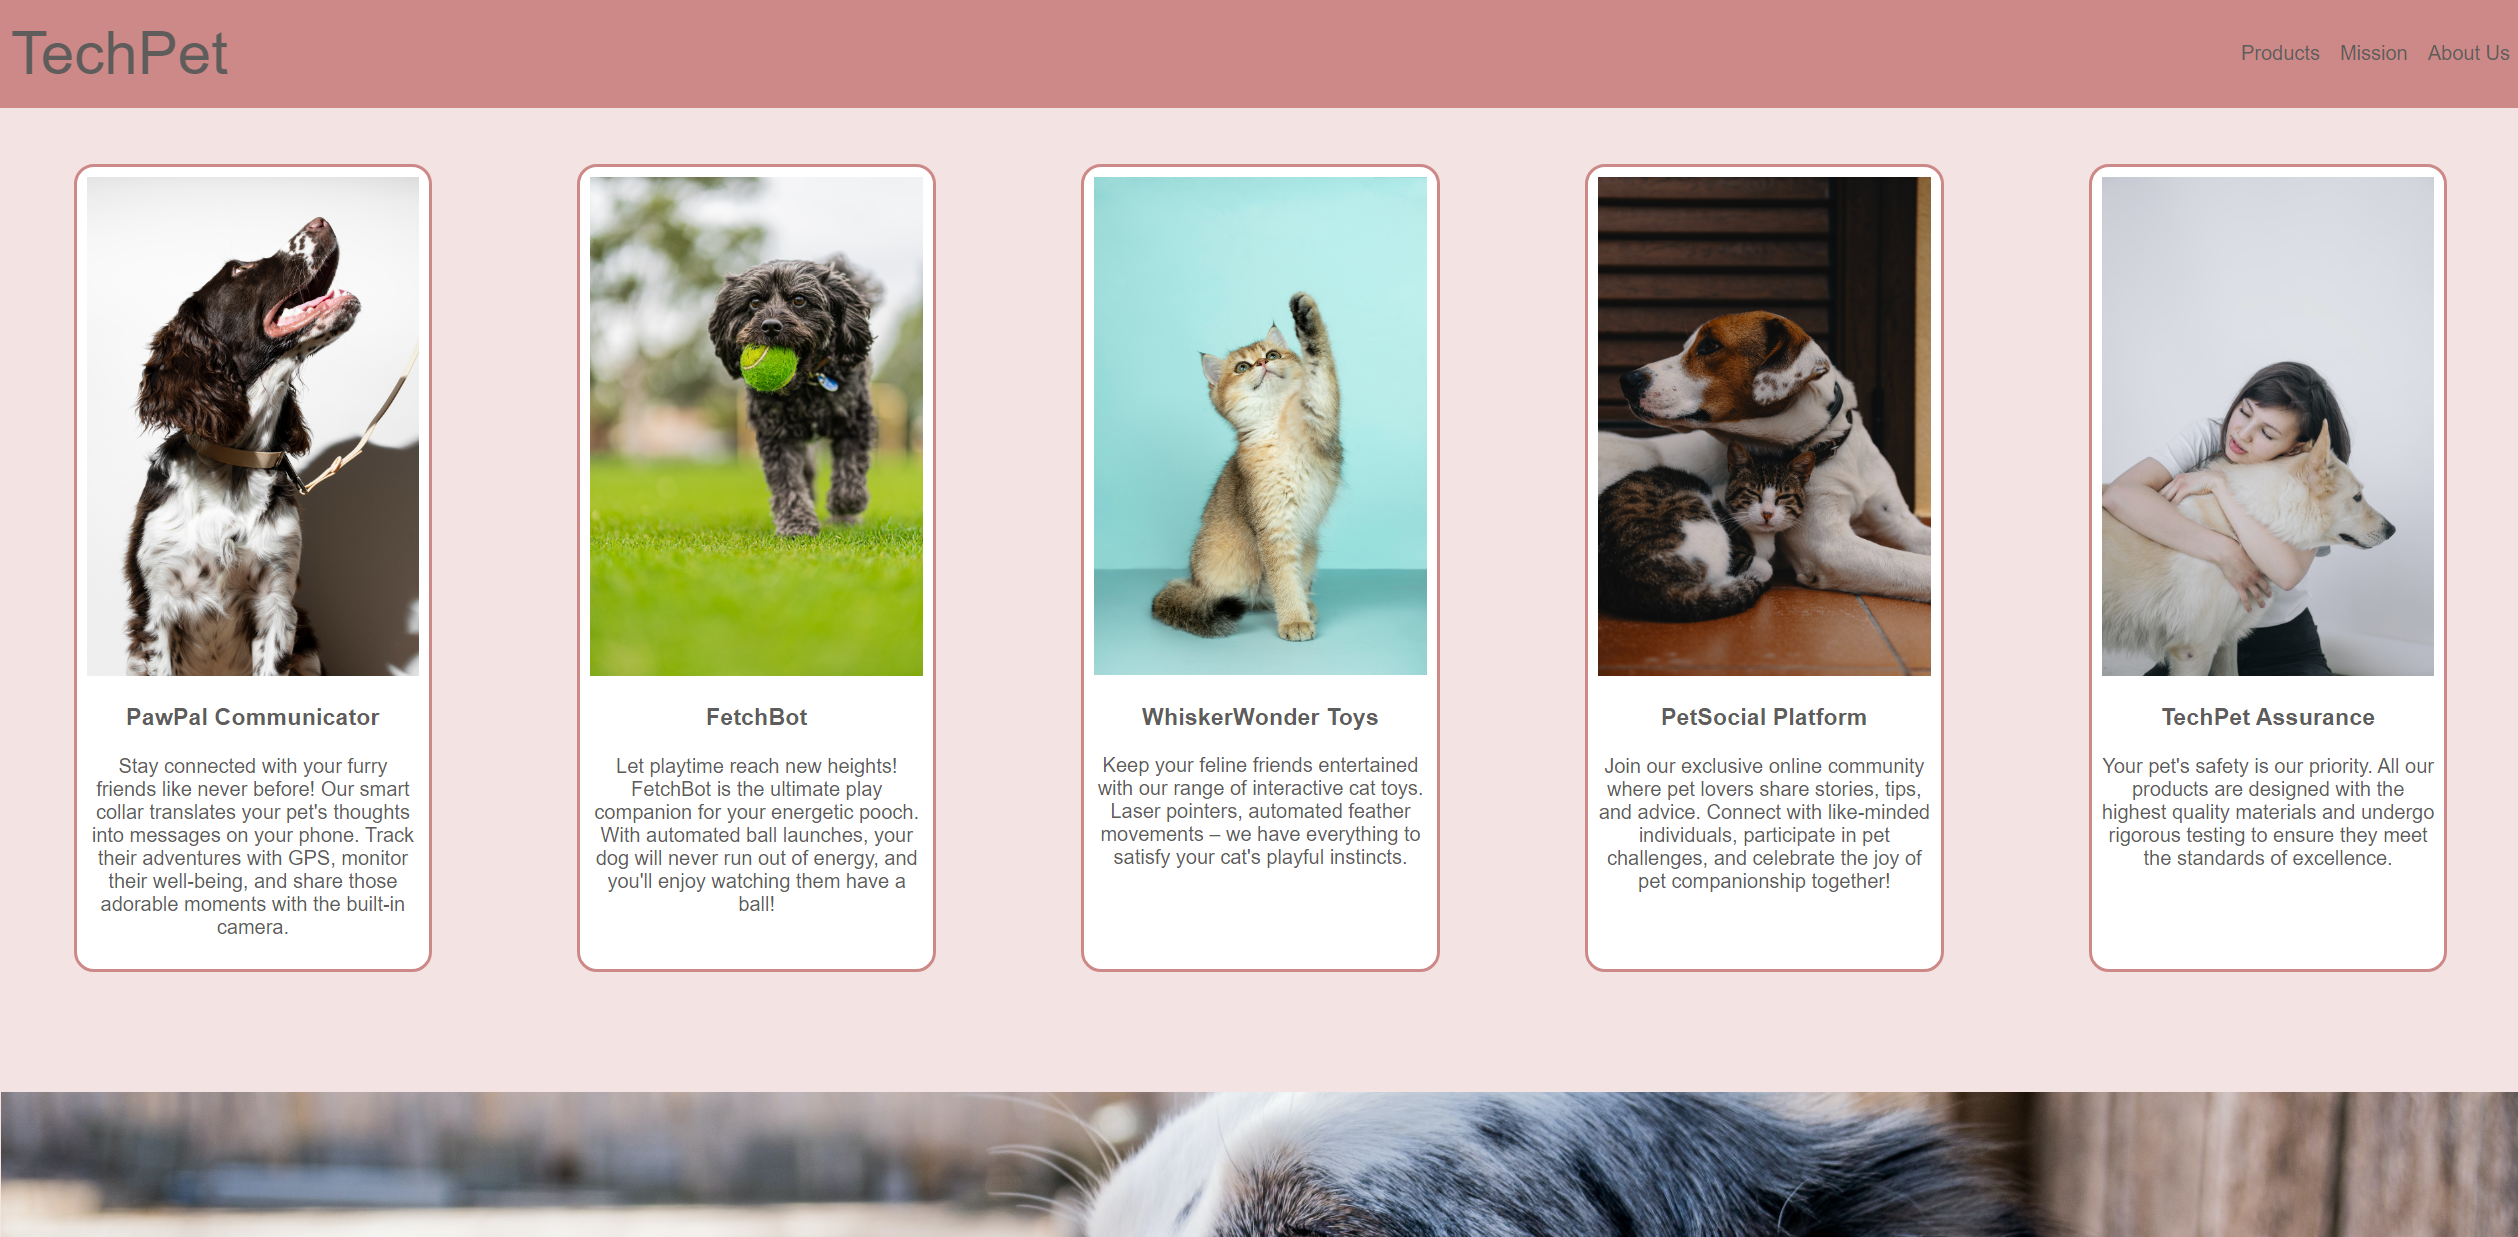 TechPet
Products Mission About Us
PawPal Communicator
Stay connected with your furry
friends like never before! Our smart
collar translates your pet's thoughts
into messages on your phone. Track
their adventures with GPS, monitor
their well-being, and share those
adorable moments with the built-in
camera.
FetchBot
Let playtime reach new heights!
FetchBot is the ultimate play
companion for your energetic pooch.
With automated ball launches, your
dog will never run out of energy, and
you'll enjoy watching them have a
ball!
WhiskerWonder Toys
Keep your feline friends entertained
with our range of interactive cat toys.
Laser pointers, automated feather
movements – we have everything to
satisfy your cat's playful instincts.
PetSocial Platform
Join our exclusive online community
where pet lovers share stories, tips,
and advice. Connect with like-minded
individuals, participate in pet
challenges, and celebrate the joy of
pet companionship together!
TechPet Assurance
Your pet's safety is our priority. All our
products are designed with the
highest quality materials and undergo
rigorous testing to ensure they meet
the standards of excellence.